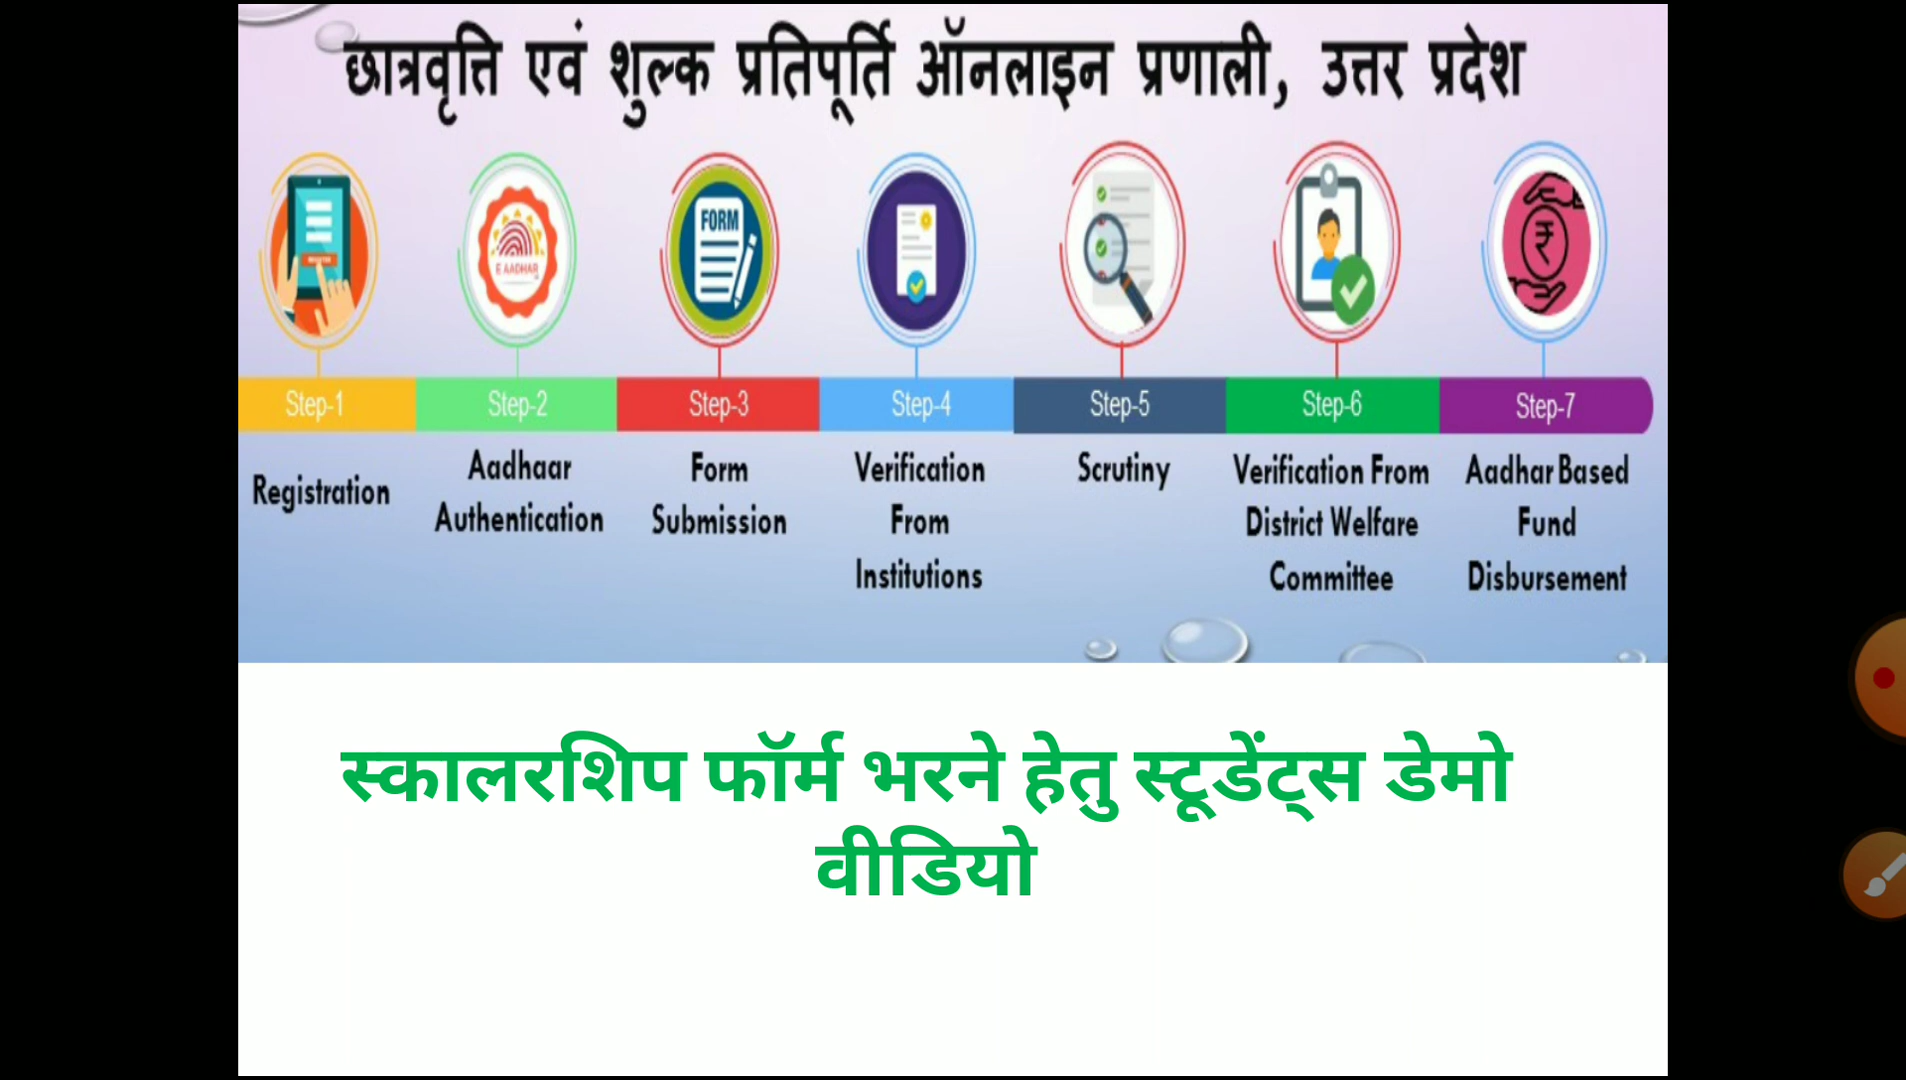 छात्रवृत्ति एवं शुल्क प्रतिपूर्ति ऑनलाइन प्रणाली, उत्तर प्रदेश
E AADHAR
FORM
Step-1
Step-2
Step-3
Step-4
Step-5
Step-6
Step-7
Registration
Aadhaar
Authentication
Form
Submission
Verification
From
Institutions
Scrutiny
Verification From
District Welfare
Committee
Aadhar Based
Fund
Disbursement
स्कालरशिप फॉर्म भरने हेतु स्टूडेंट्स डेमो
वीडियो